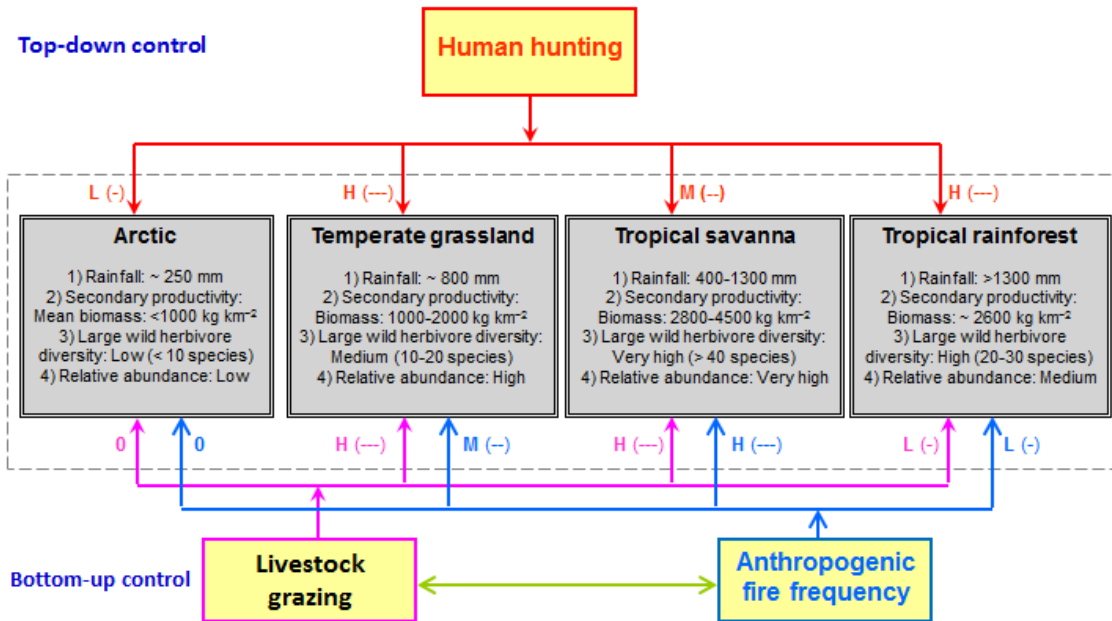 Top-down control
Human hunting
L (-)
H (---)
M (--)
H (---)
Arctic
1) Rainfall: ~ 250 mm
2) Secondary productivity:
Mean biomass: <1000 kg km⁻²
3) Large wild herbivore
diversity: Low (< 10 species)
4) Relative abundance: Low
Temperate grassland
1) Rainfall: ~ 800 mm
2) Secondary productivity:
Biomass: 1000-2000 kg km⁻²
3) Large wild herbivore diversity:
Medium (10-20 species)
4) Relative abundance: High
Tropical savanna
1) Rainfall: 400-1300 mm
2) Secondary productivity:
Biomass: 2800-4500 kg km⁻²
3) Large wild herbivore diversity:
Very high (> 40 species)
4) Relative abundance: Very high
Tropical rainforest
1) Rainfall: >1300 mm
2) Secondary productivity:
Biomass: ~ 2600 kg km⁻²
3) Large wild herbivore
diversity: High (20-30 species)
4) Relative abundance: Medium
0
0
H (---)
M (--)
H (---)
H (---)
L (-)
L (-)
Bottom-up control
Livestock
grazing
Anthropogenic
fire frequency